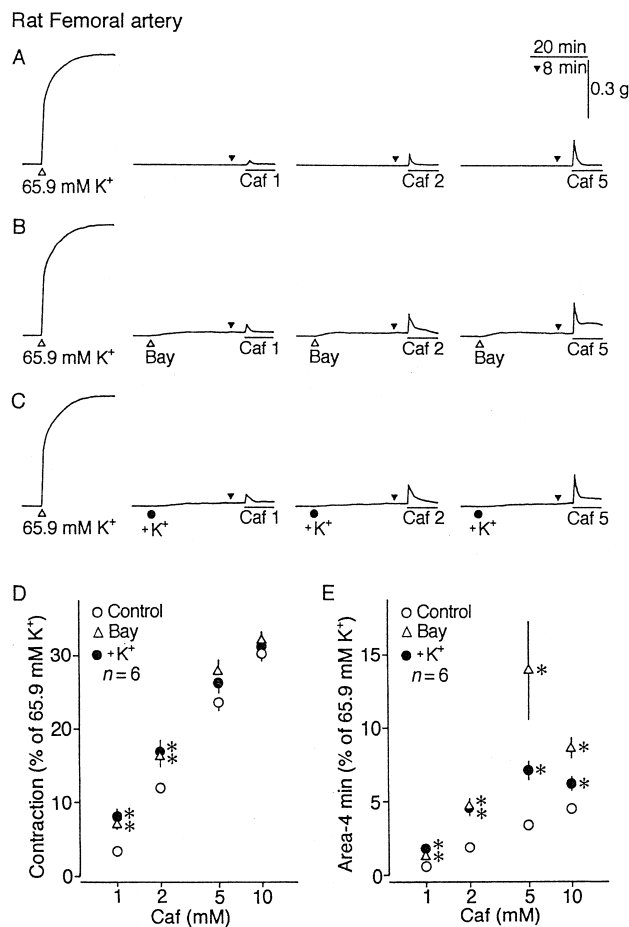 Rat Femoral artery
A
20 min
▼8 min
0.3 g
65.9 mM K⁺
Caf 1
Caf 2
Caf 5
B
65.9 mM K⁺
Bay
Caf 1
Bay
Caf 2
Bay
Caf 5
C
65.9 mM K⁺
+K⁺
Caf 1
+K⁺
Caf 2
+K⁺
Caf 5
D
Contraction (% of 65.9 mM K⁺)
○ Control
△ Bay
● +K⁺
n=6
30
20
10
0
*
*
*
*
1
2
5
10
Caf (mM)
E
Area-4 min (% of 65.9 mM K⁺)
○ Control
△ Bay
● +K⁺
n=6
15
10
5
0
*
*
*
*
*
*
*
*
1
2
5
10
Caf (mM)